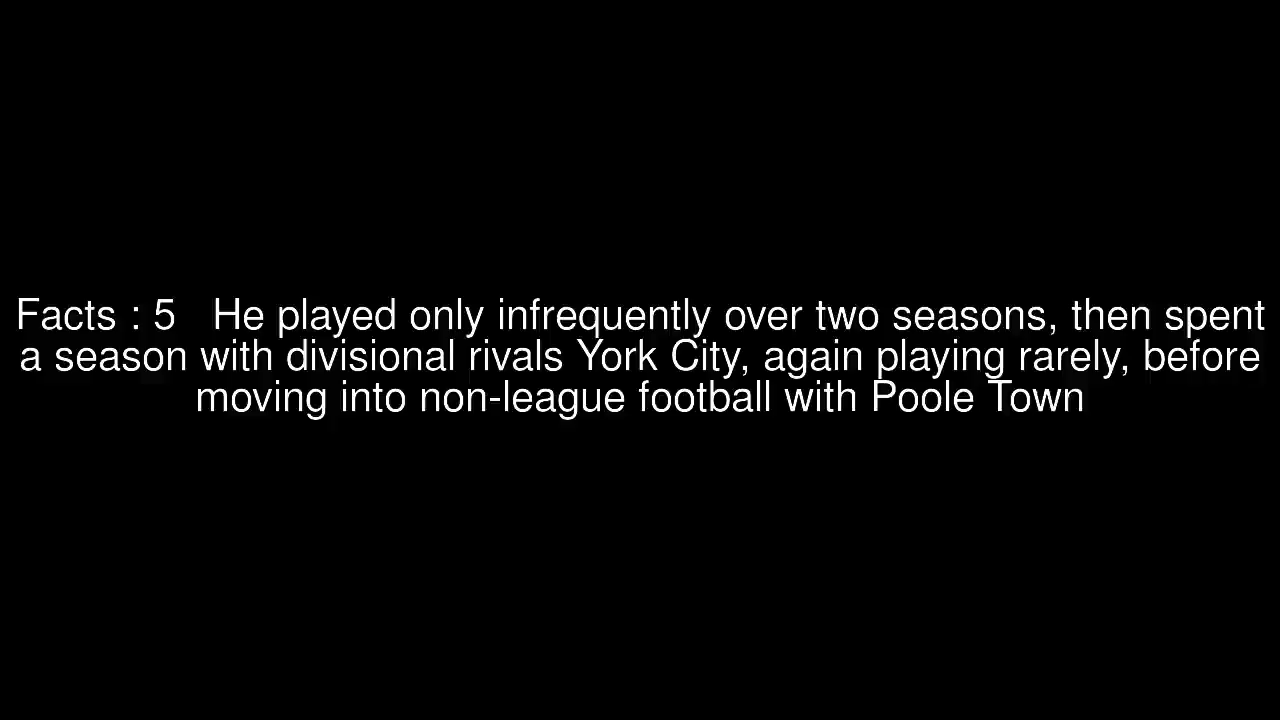 Facts : 5   He played only infrequently over two seasons, then spent
a season with divisional rivals York City, again playing rarely, before
moving into non-league football with Poole Town